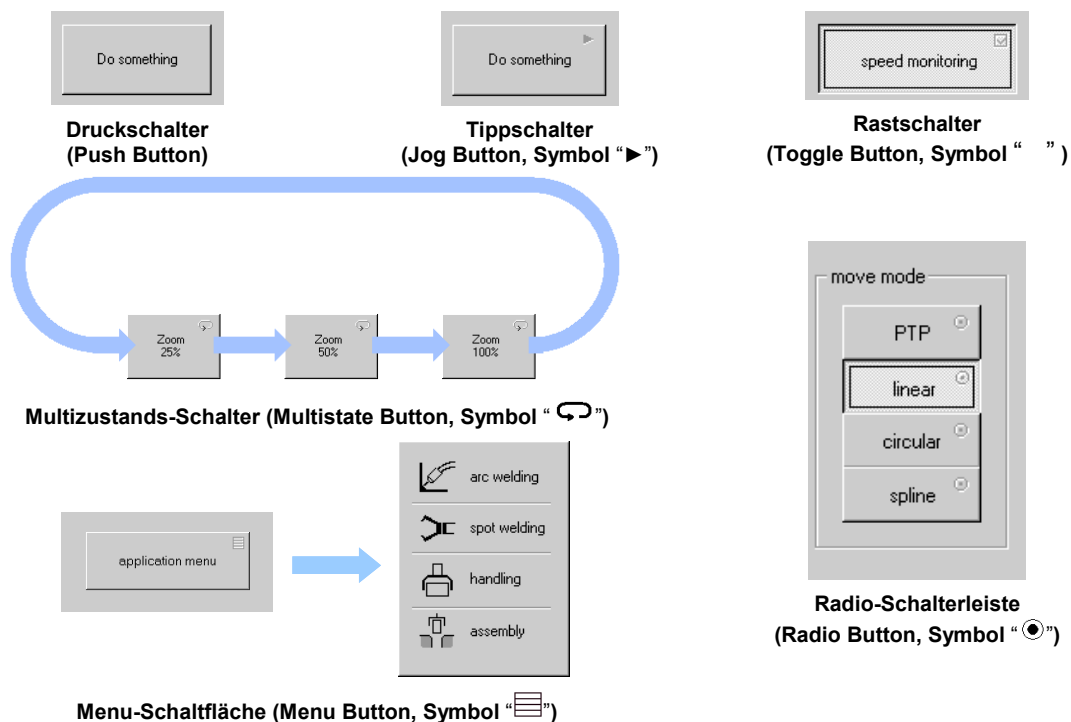 Do something
Druckschalter
(Push Button)
Do something
Tippschalter
(Jog Button, Symbol “►”)
speed monitoring
Rastschalter
(Toggle Button, Symbol “ ” )
Zoom
25%
Zoom
50%
Zoom
100%
Multizustands-Schalter (Multistate Button, Symbol “ ”)
move mode
PTP
linear
circular
spline
Radio-Schalterleiste
(Radio Button, Symbol “◉”)
application menu
arc welding
spot welding
handling
assembly
Menu-Schaltfläche (Menu Button, Symbol “ ”)